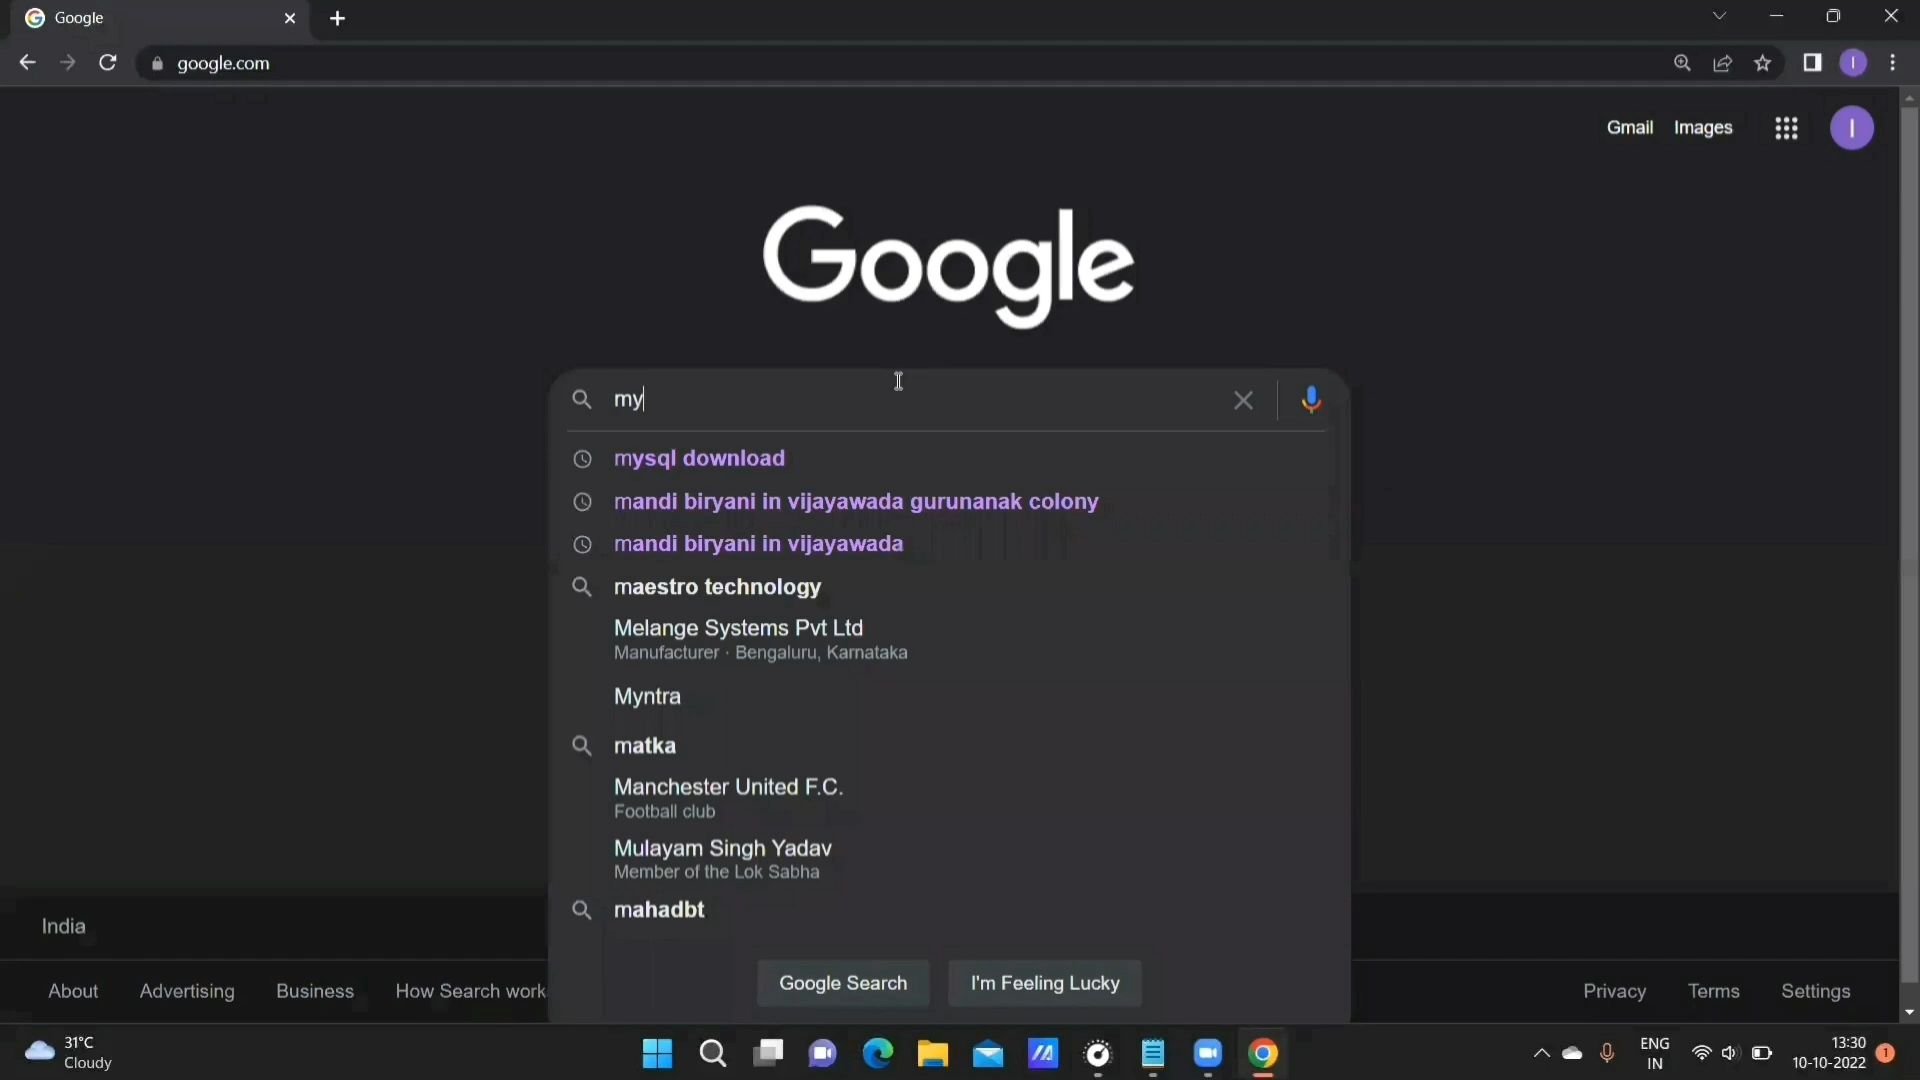 Google
google.com
I
Gmail
Images
I
Google
my
mysql download
mandi biryani in vijayawada gurunanak colony
mandi biryani in vijayawada
maestro technology
Melange Systems Pvt Ltd
Manufacturer · Bengaluru, Karnataka
Myntra
matka
Manchester United F.C.
Football club
Mulayam Singh Yadav
Member of the Lok Sabha
mahadbt
Google Search
I'm Feeling Lucky
India
About
Advertising
Business
How Search work
Privacy
Terms
Settings
31°C
Cloudy
ENG
IN
13:30
10-10-2022
1